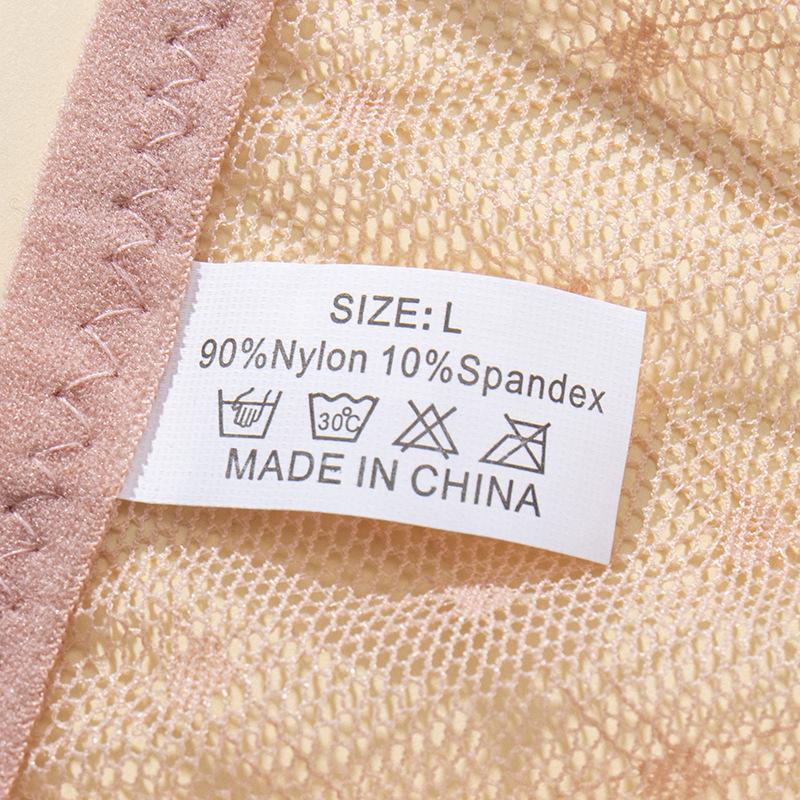 SIZE: L
90%Nylon 10%Spandex
30℃
MADE IN CHINA